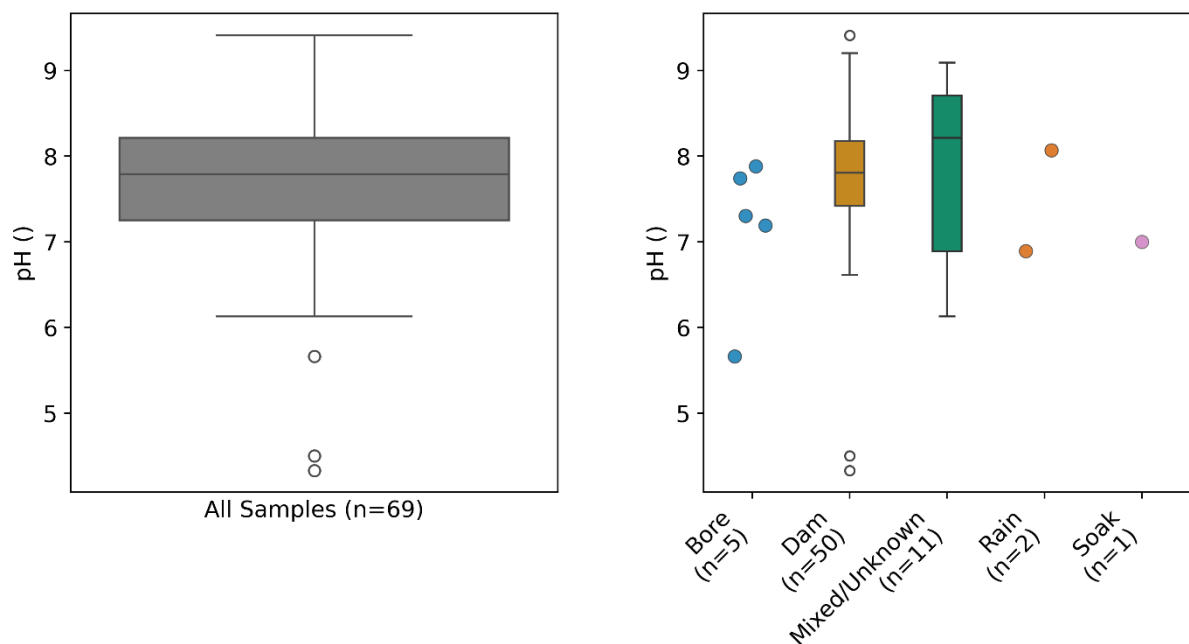 pH ()
9
8
7
6
5
All Samples (n=69)
pH ()
9
8
7
6
5
Bore
(n=5)
Dam
(n=50)
Mixed/Unknown
(n=11)
Rain
(n=2)
Soak
(n=1)